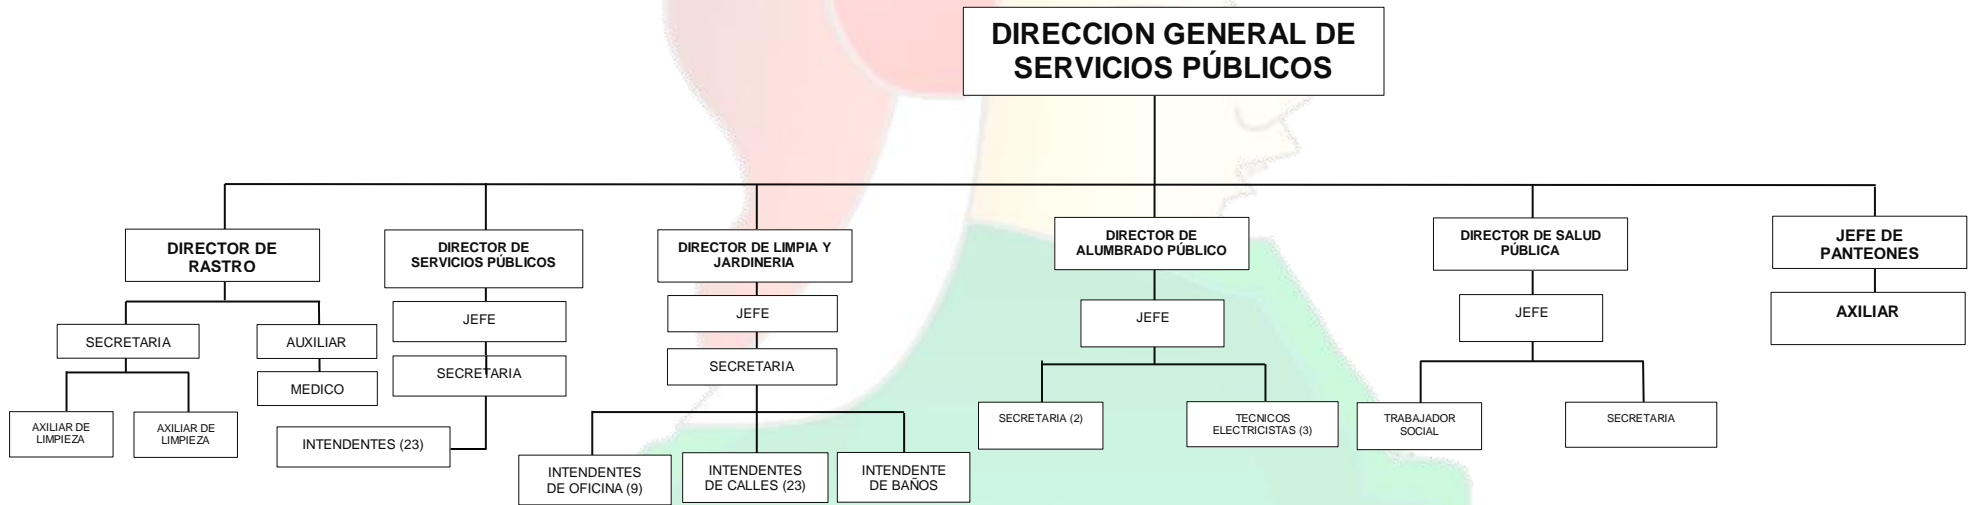 DIRECCION GENERAL DE
SERVICIOS PÚBLICOS
DIRECTOR DE
RASTRO
DIRECTOR DE
SERVICIOS PÚBLICOS
DIRECTOR DE LIMPIA Y
JARDINERIA
DIRECTOR DE
ALUMBRADO PÚBLICO
DIRECTOR DE SALUD
PÚBLICA
JEFE DE
PANTEONES
SECRETARIA
AUXILIAR
MEDICO
AXILIAR DE
LIMPIEZA
AXILIAR DE
LIMPIEZA
JEFE
SECRETARIA
INTENDENTES (23)
JEFE
SECRETARIA
INTENDENTES
DE OFICINA (9)
INTENDENTES
DE CALLES (23)
INTENDENTE
DE BAÑOS
JEFE
SECRETARIA (2)
TECNICOS
ELECTRICISTAS (3)
JEFE
TRABAJADOR
SOCIAL
SECRETARIA
AXILIAR